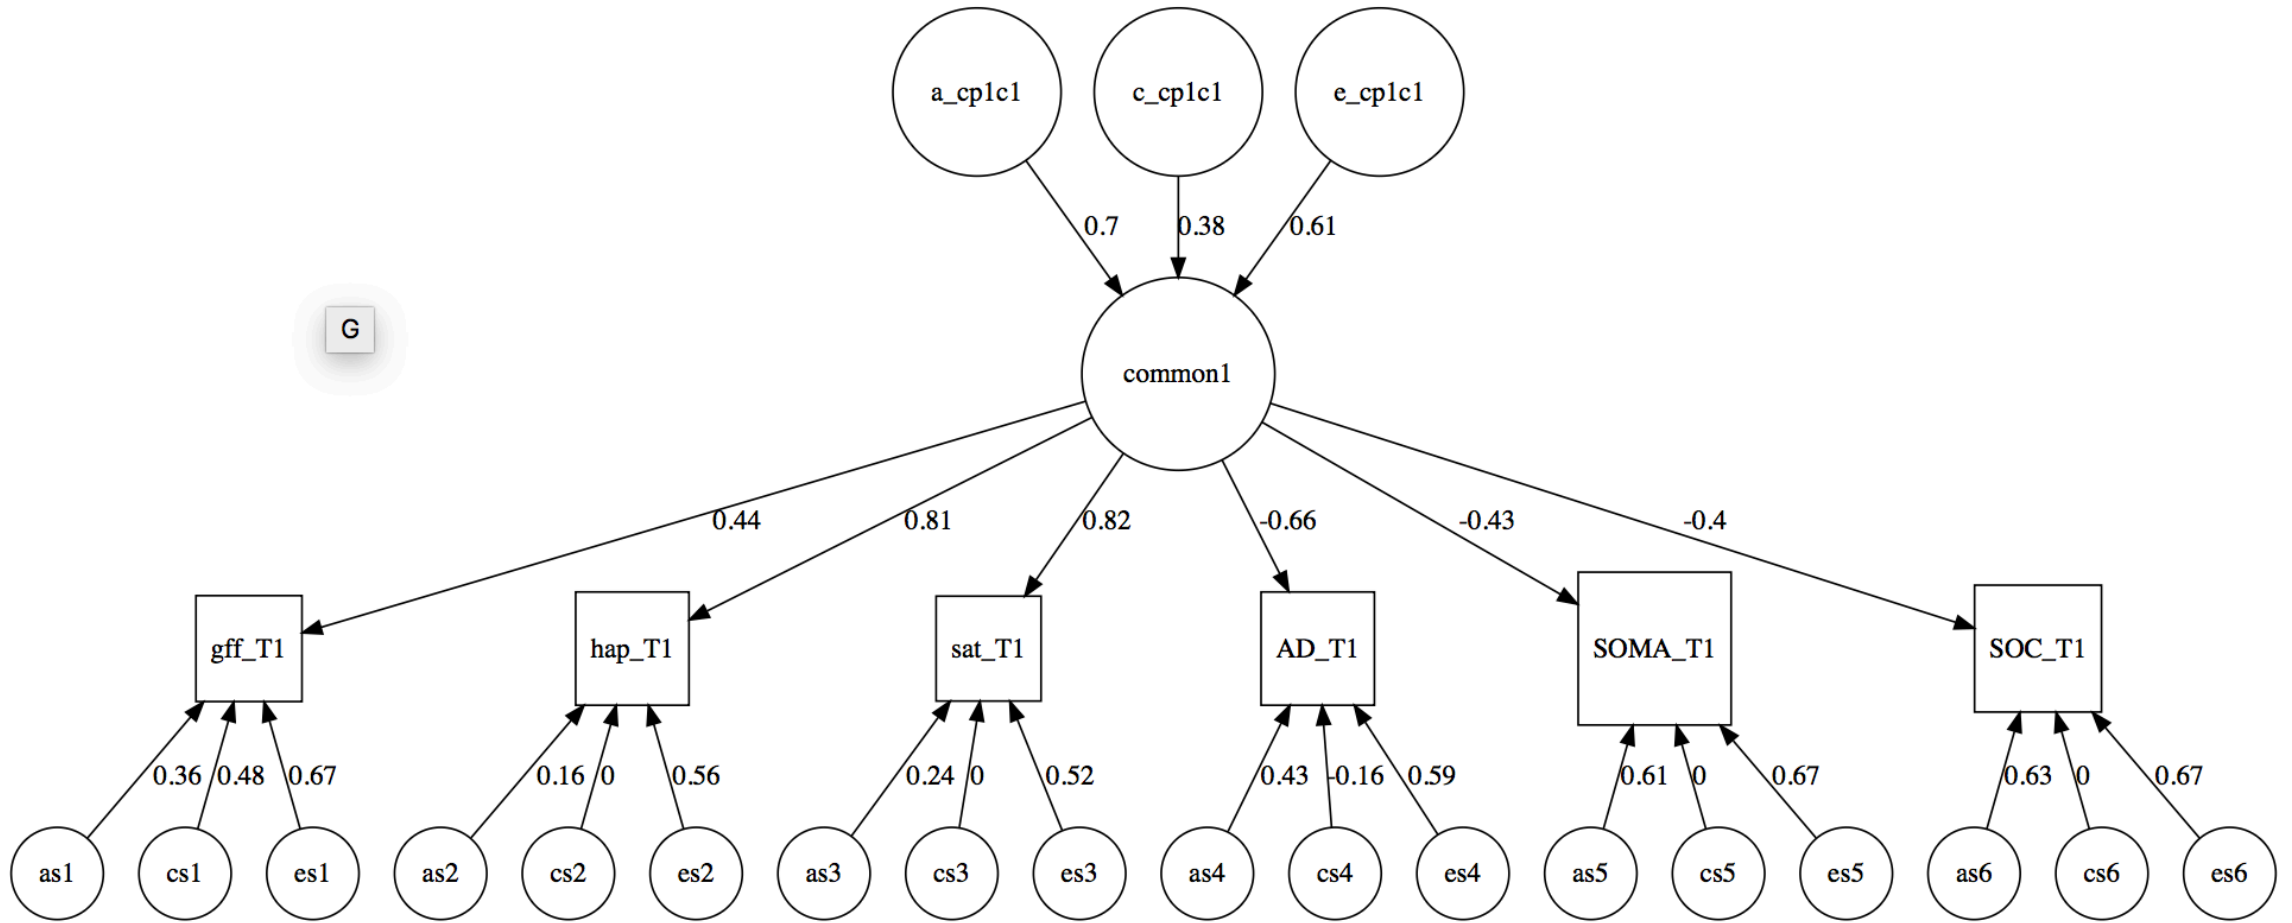 a_cp1c1 c_cp1c1 e_cp1c1
0.7 0.38 0.61
G
common1
0.44 0.81 0.82 -0.66 -0.43 -0.4
gff_T1 hap_T1 sat_T1 AD_T1 SOMA_T1 SOC_T1
0.36 0.48 0.67 0.16 0 0.56 0.24 0 0.52 0.43 -0.16 0.59 0.61 0 0.67 0.63 0 0.67
as1 cs1 es1 as2 cs2 es2 as3 cs3 es3 as4 cs4 es4 as5 cs5 es5 as6 cs6 es6